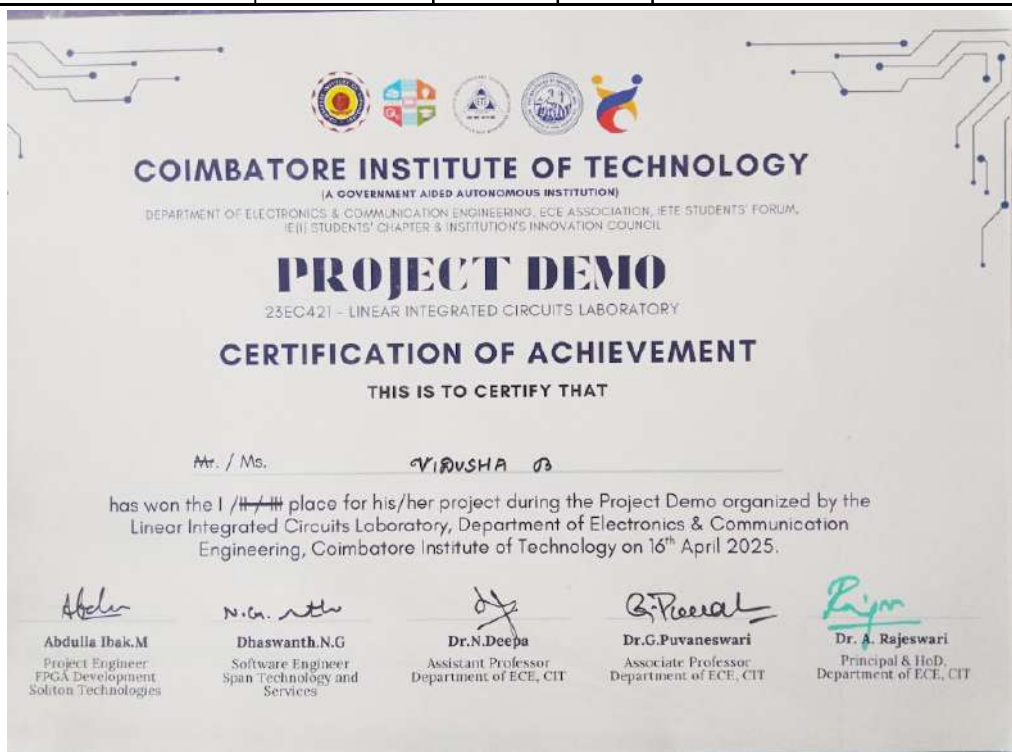 COIMBATORE INSTITUTE OF TECHNOLOGY
(A GOVERNMENT AIDED AUTONOMOUS INSTITUTION)
DEPARTMENT OF ELECTRONICS & COMMUNICATION ENGINEERING, ECE ASSOCIATION, IETE STUDENTS' FORUM,
IE(I) STUDENTS' CHAPTER & INSTITUTION'S INNOVATION COUNCIL
PROJECT DEMO
23EC421 - LINEAR INTEGRATED CIRCUITS LABORATORY
CERTIFICATION OF ACHIEVEMENT
THIS IS TO CERTIFY THAT
Mr. / Ms. VIDUSHA B
has won the I / II / III place for his/her project during the Project Demo organized by the
Linear Integrated Circuits Laboratory, Department of Electronics & Communication
Engineering, Coimbatore Institute of Technology on 16th April 2025.
Abdulla Ibak.M Dhaswanth.N.G Dr.N.Deepa Dr.G.Puvaneswari Dr. A. Rajeswari
Project Engineer Software Engineer Assistant Professor Associate Professor Principal & HoD,
FPGA Development Span Technology and Department of ECE, CIT Department of ECE, CIT Department of ECE, CIT
Soliton Technologies Services